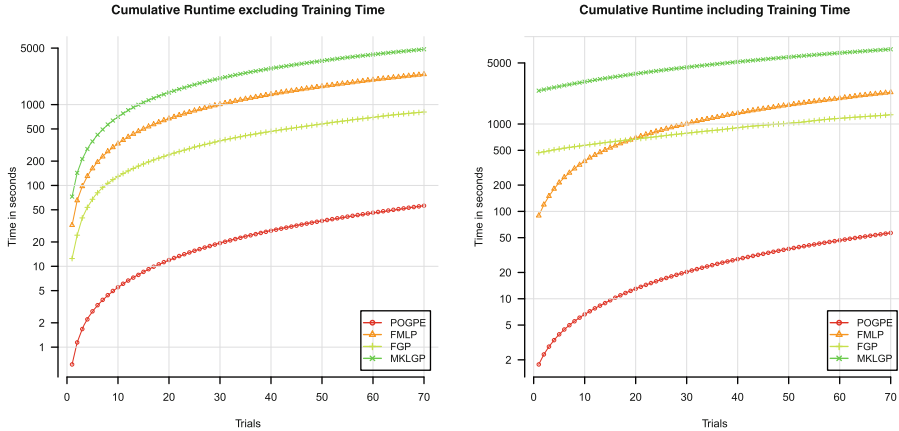 Cumulative Runtime excluding Training Time
Time in seconds
5000
1000
500
200
100
50
20
10
5
2
1
0
10
20
30
40
50
60
70
Trials
POGPE
FMLP
FGP
MKLGP
Cumulative Runtime including Training Time
Time in seconds
5000
1000
500
200
100
50
20
10
5
2
0
10
20
30
40
50
60
70
Trials
POGPE
FMLP
FGP
MKLGP